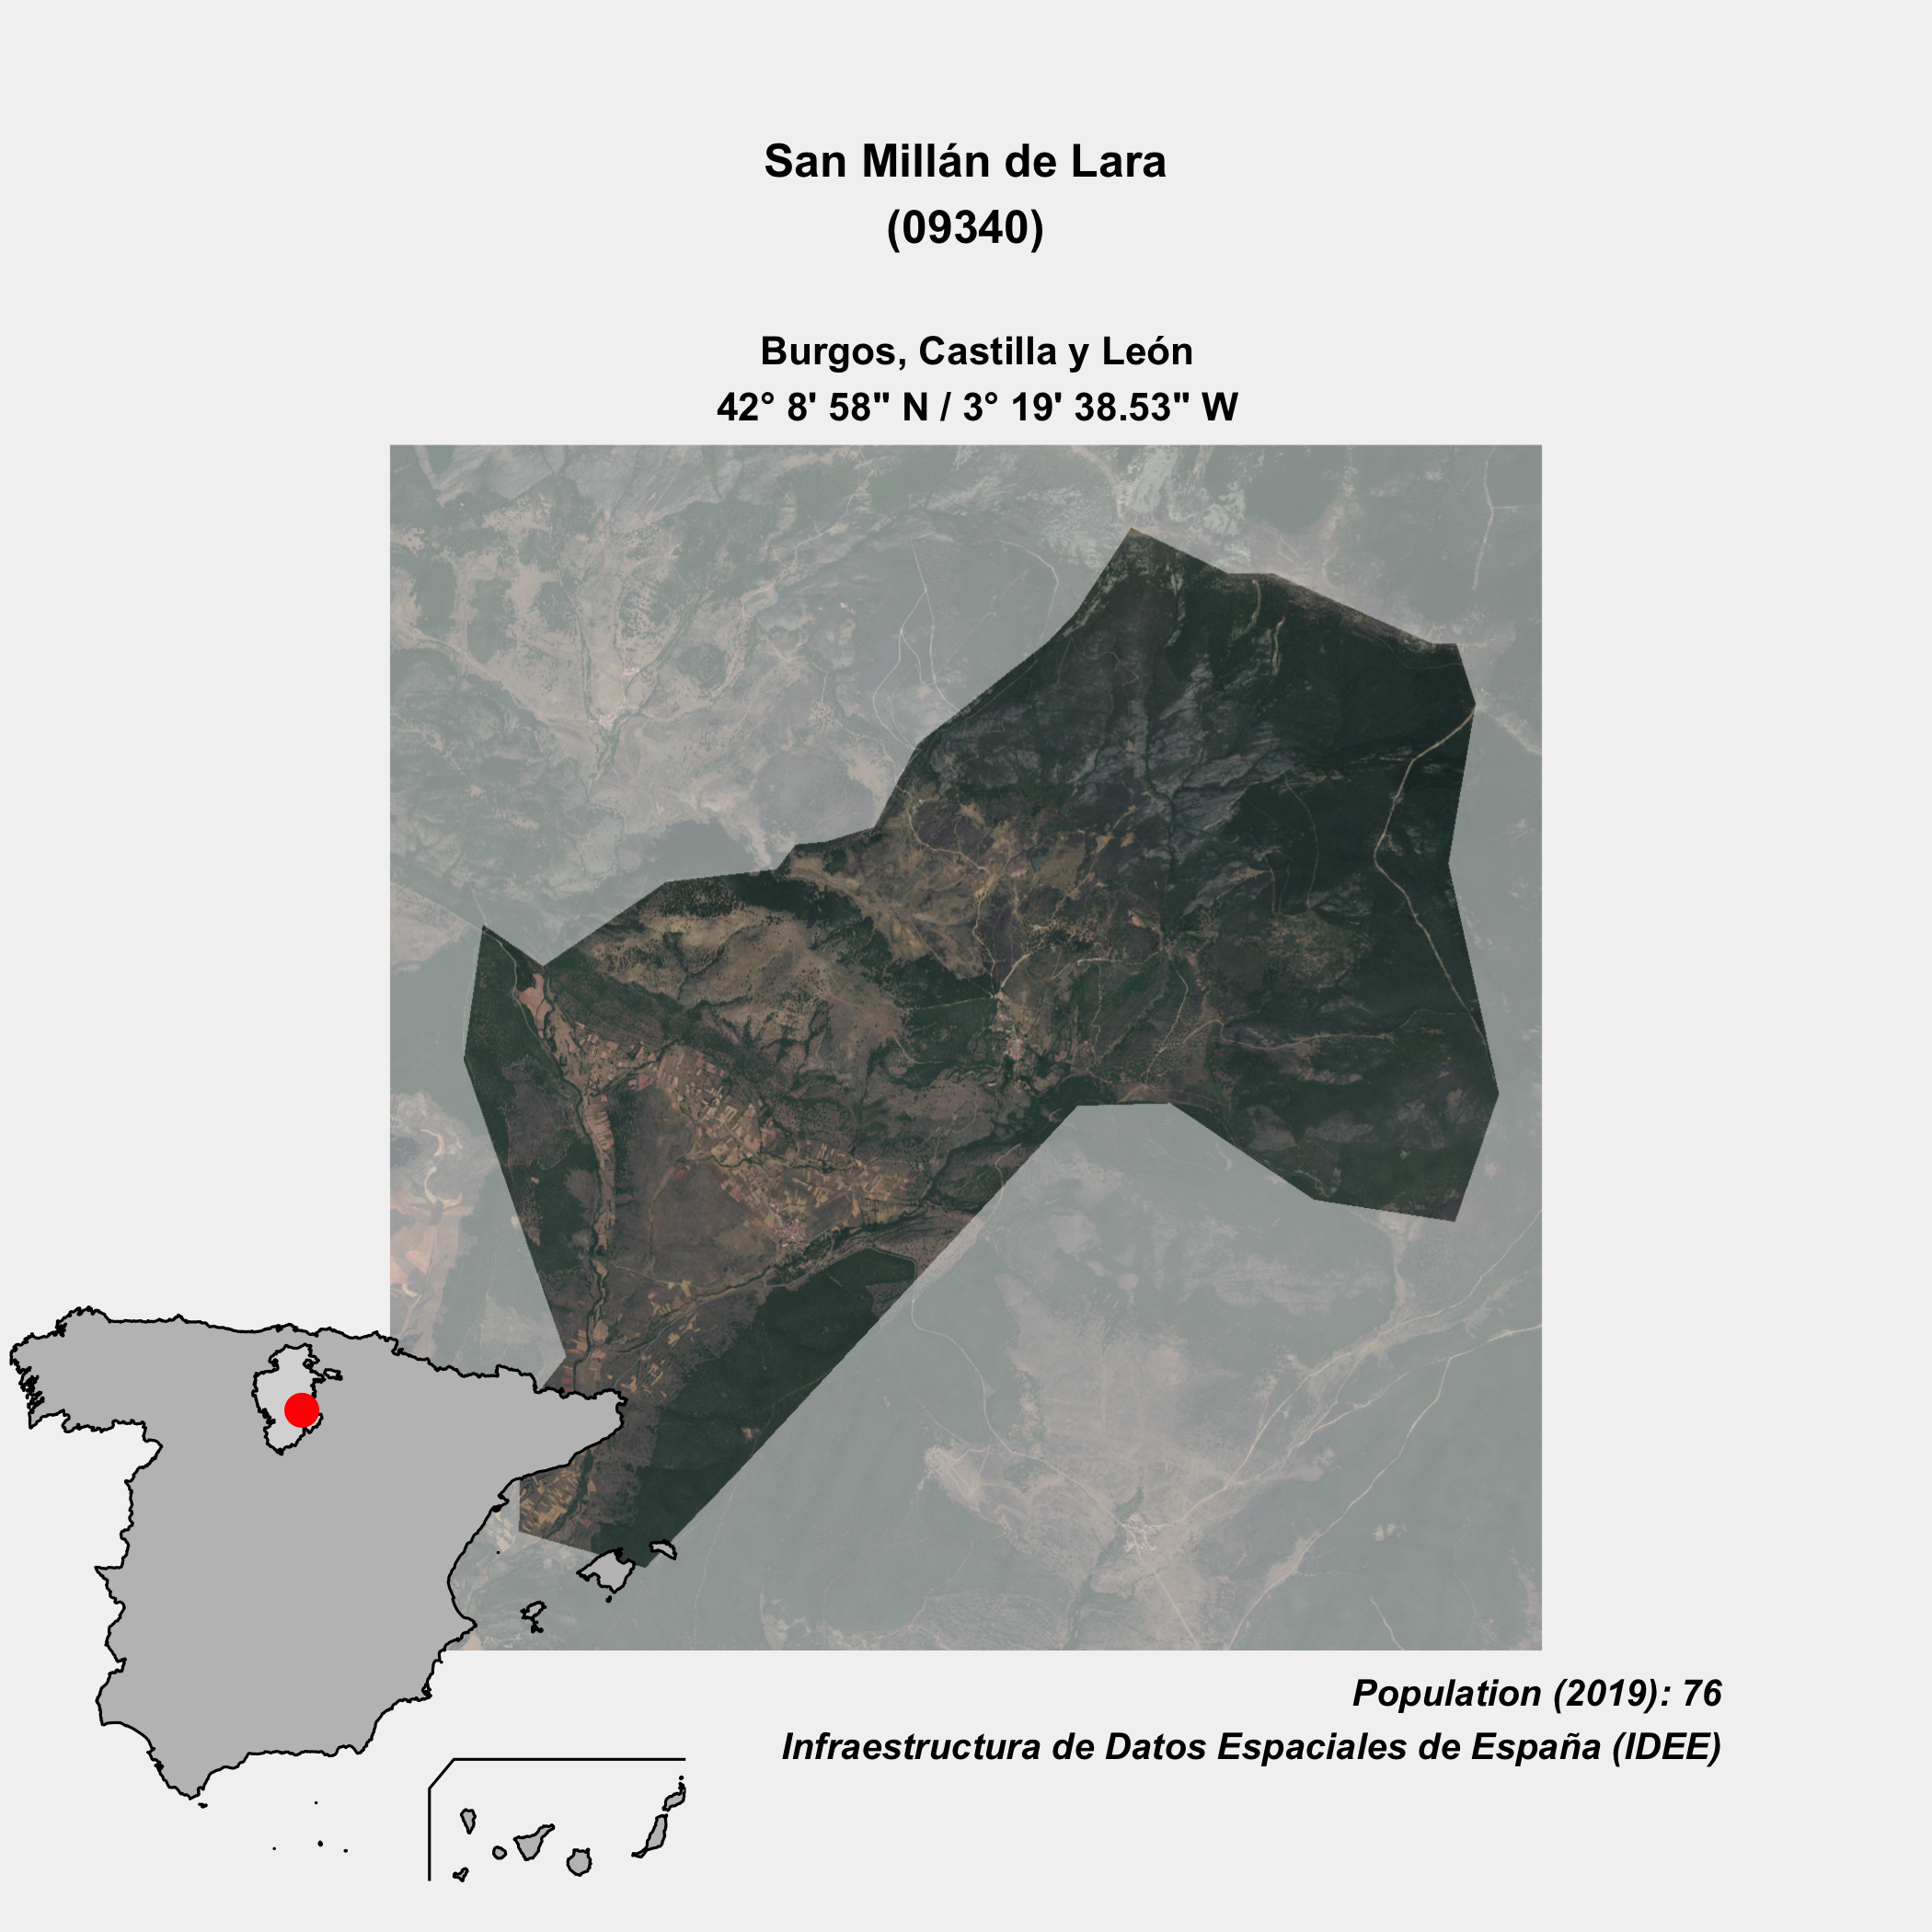 San Millán de Lara
(09340)
Burgos, Castilla y León
42° 8' 58" N / 3° 19' 38.53" W
Population (2019): 76
Infraestructura de Datos Espaciales de España (IDEE)